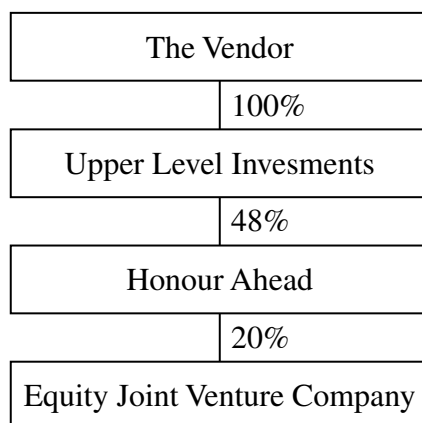 The Vendor
100%
Upper Level Invesments
48%
Honour Ahead
20%
Equity Joint Venture Company